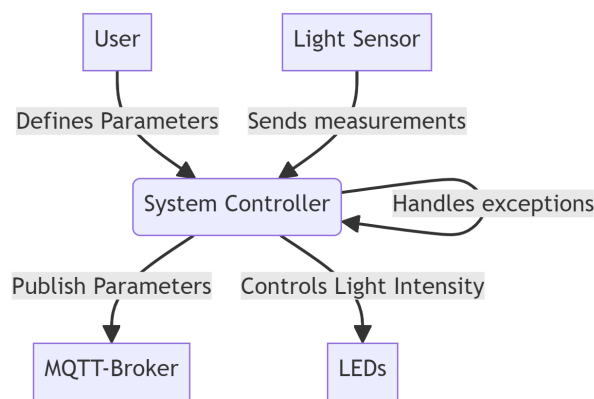 User
Light Sensor
Defines Parameters
Sends measurements
System Controller
Handles exceptions
Publish Parameters
Controls Light Intensity
MQTT-Broker
LEDs